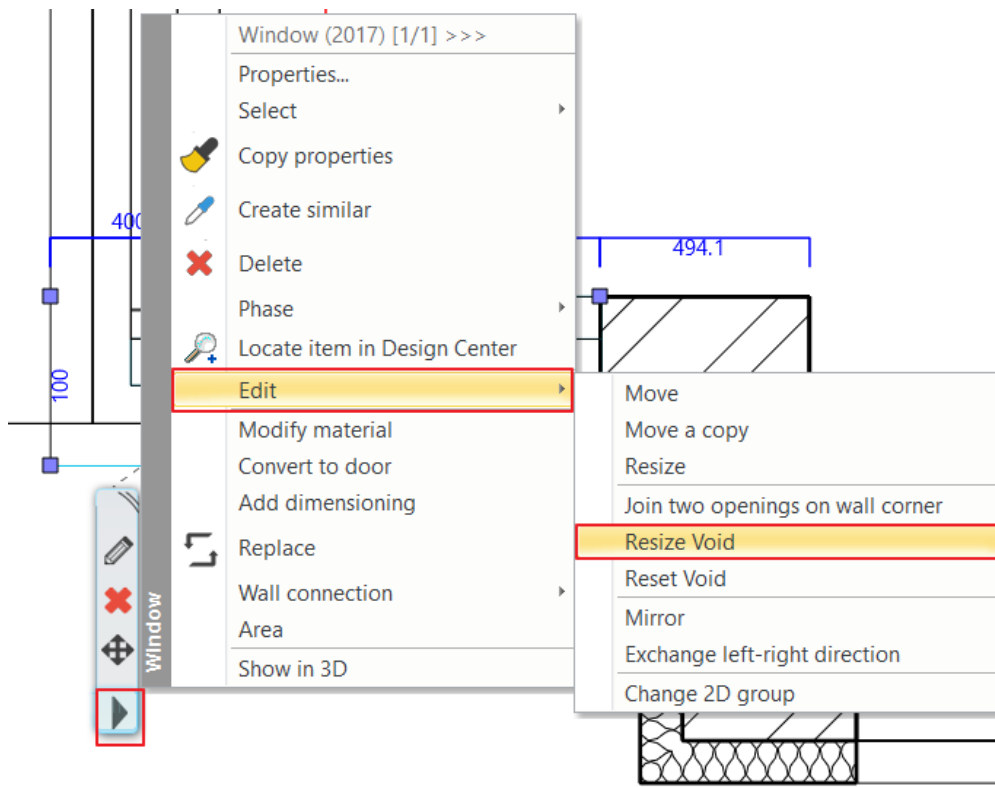 Window (2017) [1/1] >>>
Properties...
Select
Copy properties
Create similar
Delete
Phase
Locate item in Design Center
Edit
Modify material
Convert to door
Add dimensioning
Replace
Wall connection
Area
Show in 3D
Window
Move
Move a copy
Resize
Join two openings on wall corner
Resize Void
Reset Void
Mirror
Exchange left-right direction
Change 2D group
400
494.1
100